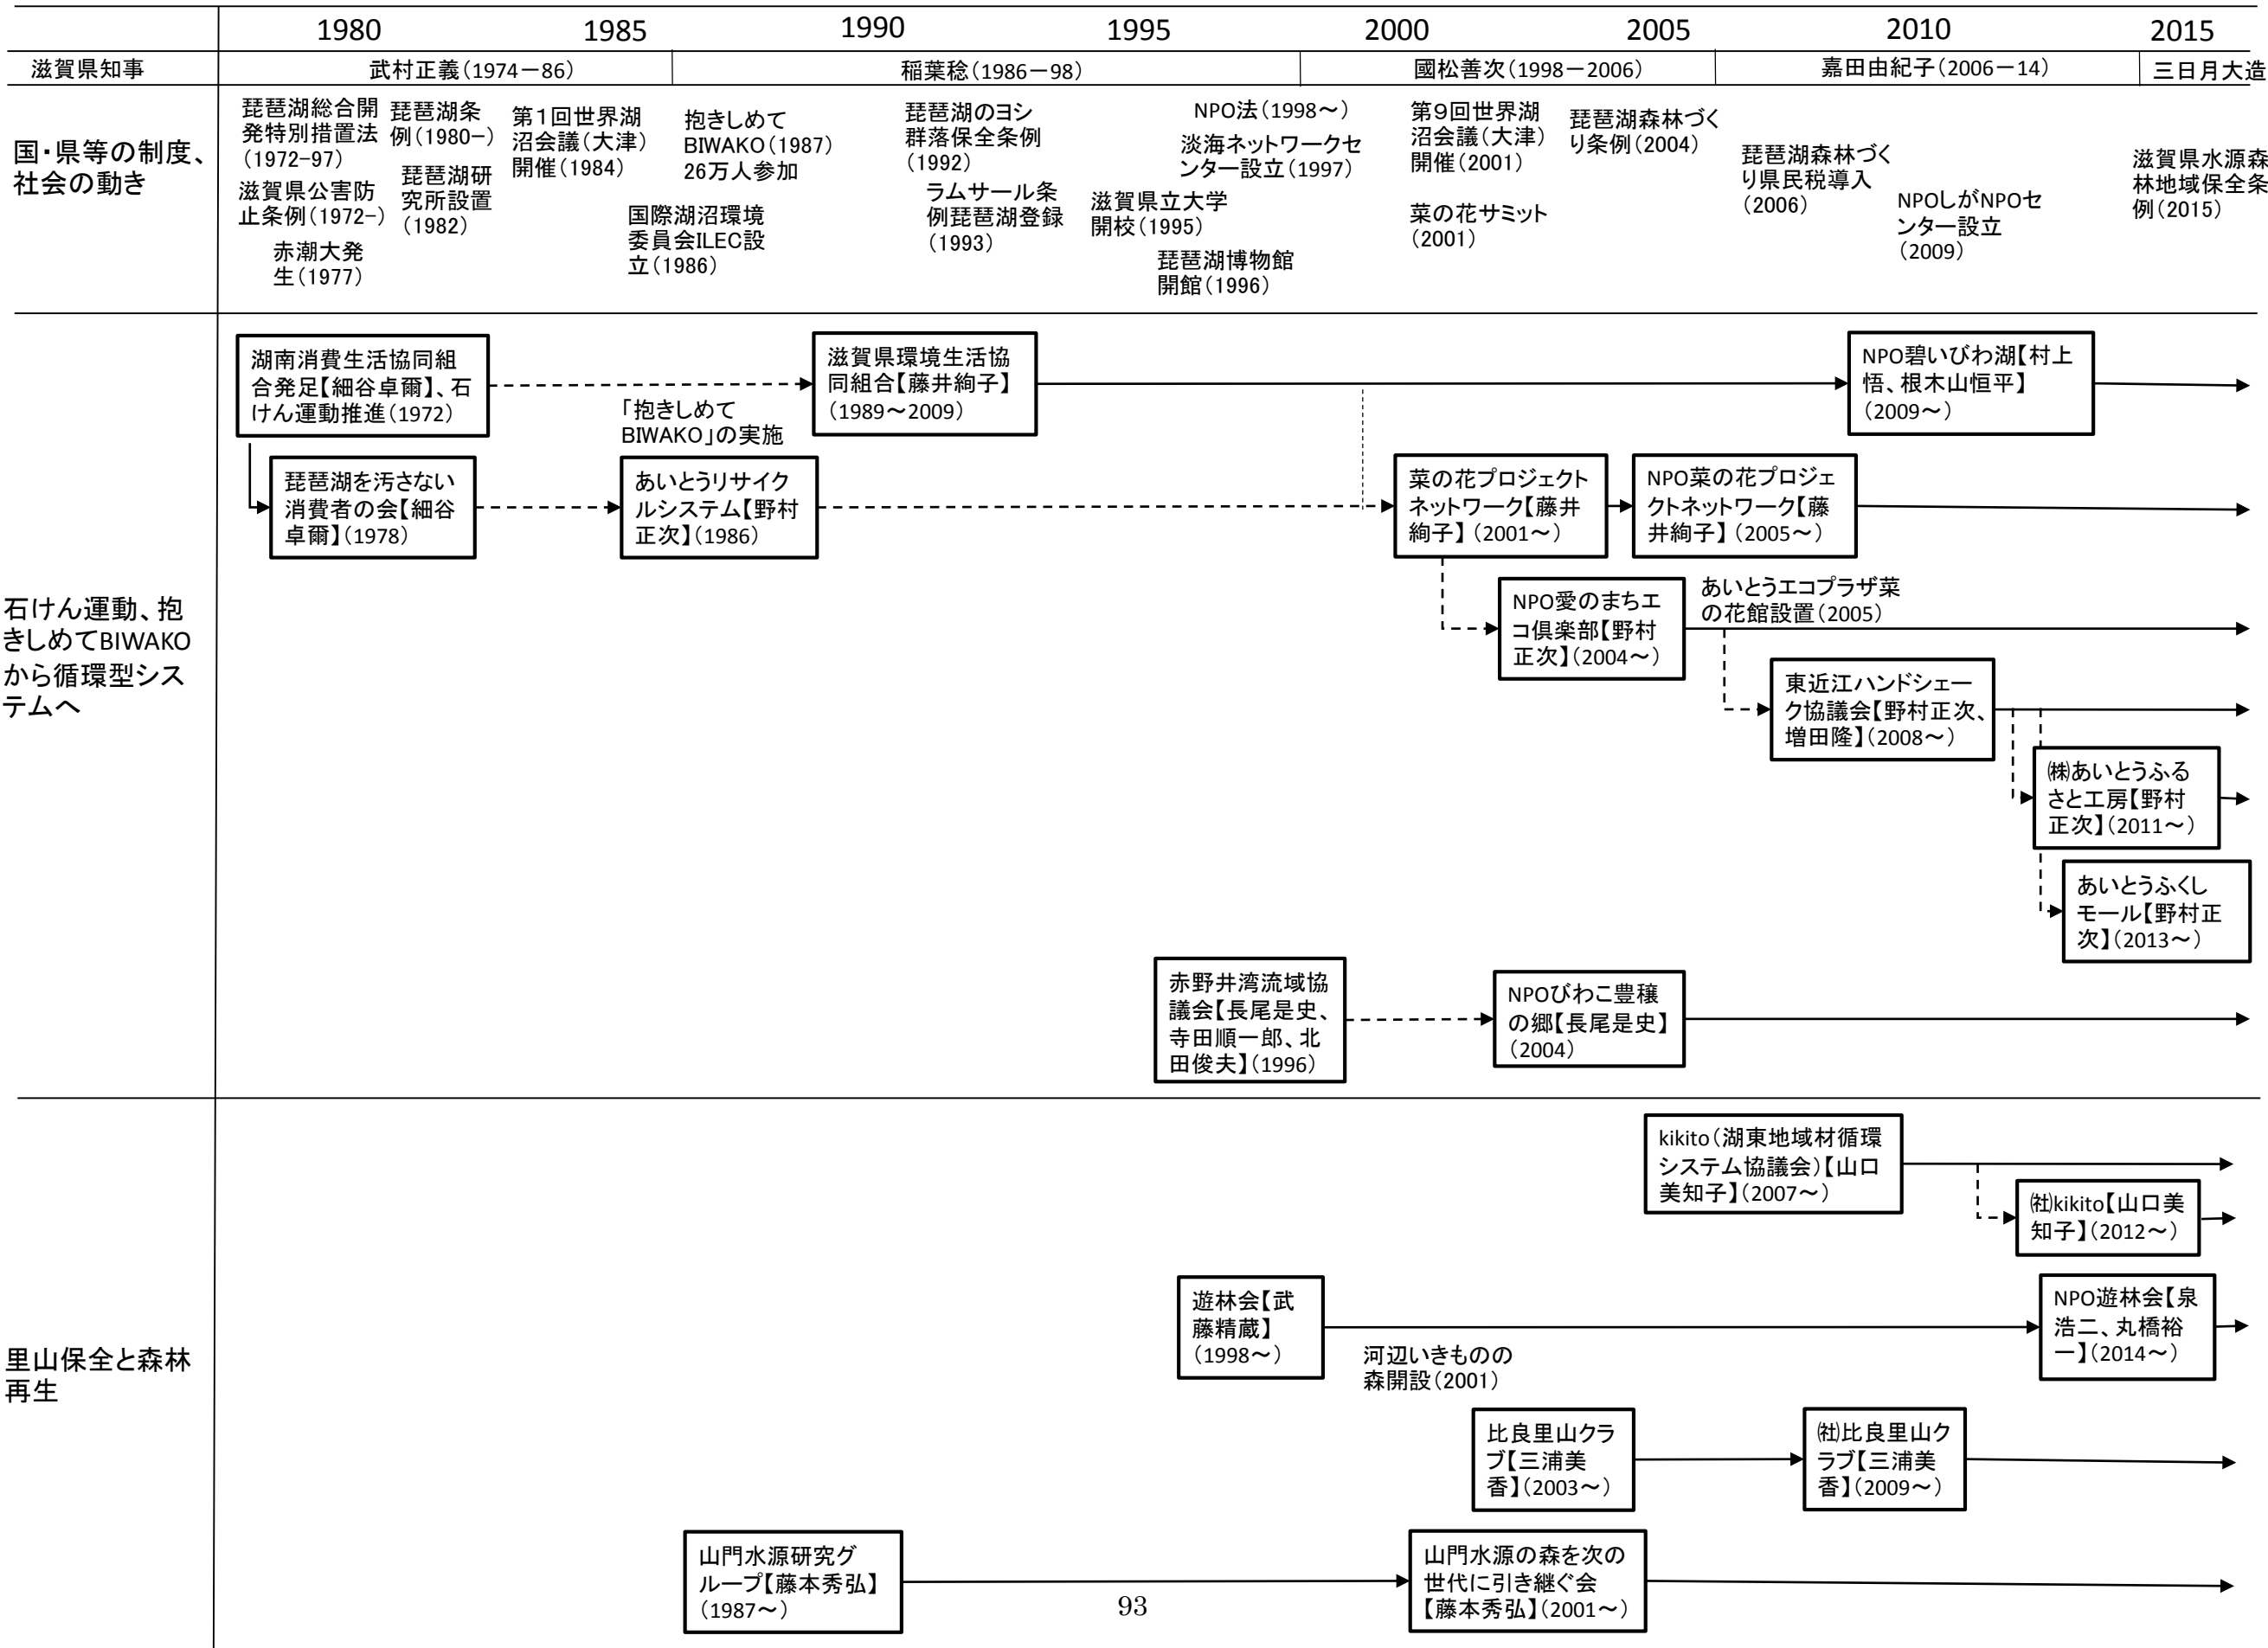 1980
1985
1990
1995
2000
2005
2010
2015
滋賀県知事
武村正義(1974－86)
稲葉稔(1986－98)
國松善次(1998－2006)
嘉田由紀子(2006－14)
三日月大造
国・県等の制度、
社会の動き
琵琶湖総合開
発特別措置法
(1972-97)
滋賀県公害防
止条例(1972-)
赤潮大発
生(1977)
琵琶湖条
例(1980-)
琵琶湖研
究所設置
(1982)
第1回世界湖
沼会議(大津)
開催(1984)
国際湖沼環境
委員会ILEC設
立(1986)
抱きしめて
BIWAKO(1987)
26万人参加
琵琶湖のヨシ
群落保全条例
(1992)
ラムサール条
例琵琶湖登録
(1993)
滋賀県立大学
開校(1995)
琵琶湖博物館
開館(1996)
NPO法(1998～)
淡海ネットワークセ
ンター設立(1997)
第9回世界湖
沼会議(大津)
開催(2001)
菜の花サミット
(2001)
琵琶湖森林づく
り条例(2004)
琵琶湖森林づく
り県民税導入
(2006)
NPOしがNPOセ
ンター設立
(2009)
滋賀県水源森
林地域保全条
例(2015)
石けん運動、抱
きしめてBIWAKO
から循環型シス
テムへ
湖南消費生活協同組
合発足【細谷卓爾】、石
けん運動推進(1972)
滋賀県環境生活協
同組合【藤井絢子】
(1989～2009)
NPO碧いびわ湖【村上
悟、根木山恒平】
(2009～)
「抱きしめて
BIWAKO」の実施
琵琶湖を汚さない
消費者の会【細谷
卓爾】(1978)
あいとうリサイク
ルシステム【野村
正次】(1986)
菜の花プロジェクト
ネットワーク【藤井
絢子】(2001～)
NPO菜の花プロジェ
クトネットワーク【藤
井絢子】(2005～)
NPO愛のまちエ
コ倶楽部【野村
正次】(2004～)
あいとうエコプラザ菜
の花館設置(2005)
東近江ハンドシェー
ク協議会【野村正次、
増田隆】(2008～)
㈱あいとうふる
さと工房【野村
正次】(2011～)
あいとうふくし
モール【野村正
次】(2013～)
赤野井湾流域協
議会【長尾是史、
寺田順一郎、北
田俊夫】(1996)
NPOびわこ豊穣
の郷【長尾是史】
(2004)
里山保全と森林
再生
kikito(湖東地域材循環
システム協議会)【山口
美知子】(2007～)
㈳kikito【山口美
知子】(2012～)
遊林会【武
藤精蔵】
(1998～)
河辺いきものの
森開設(2001)
NPO遊林会【泉
浩二、丸橋裕
一】(2014～)
比良里山クラ
ブ【三浦美
香】(2003～)
㈳比良里山ク
ラブ【三浦美
香】(2009～)
山門水源研究グ
ループ【藤本秀弘】
(1987～)
山門水源の森を次の
世代に引き継ぐ会
【藤本秀弘】(2001～)
93